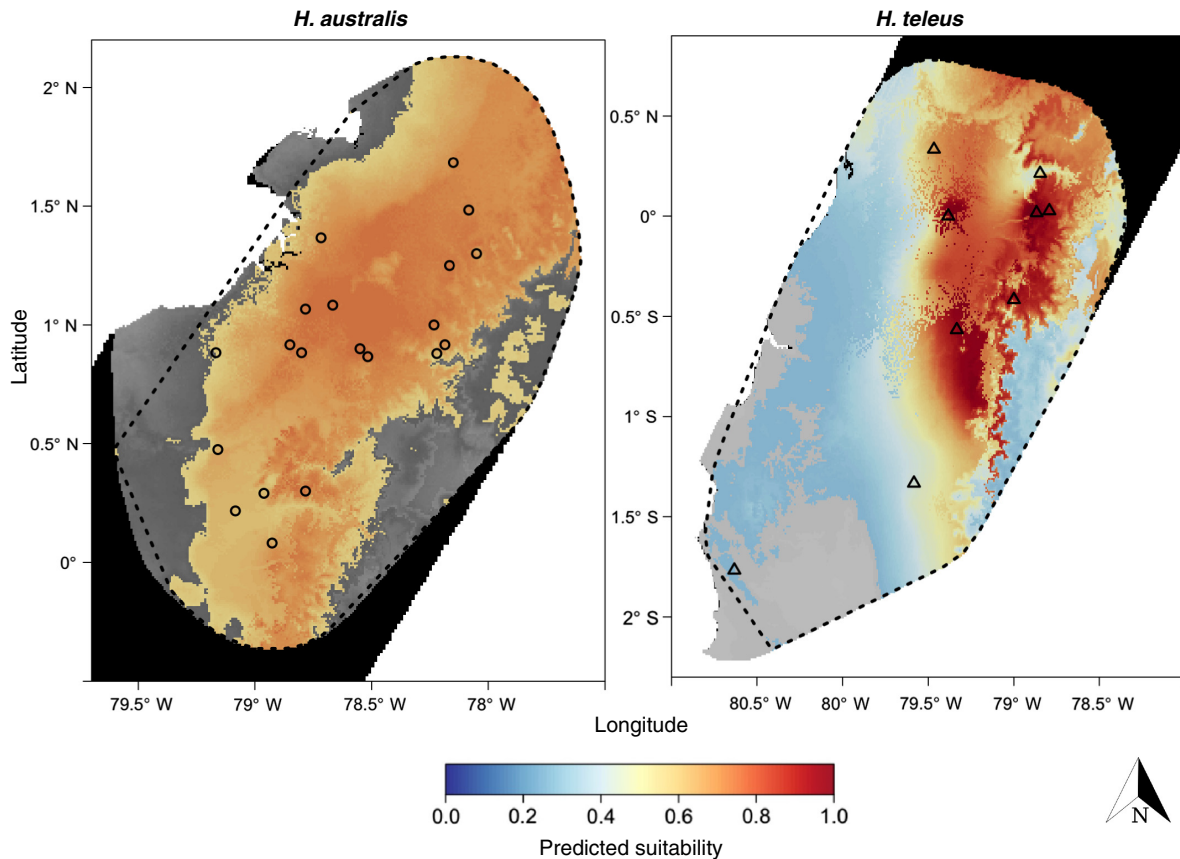 H. australis
H. teleus
2° N
1.5° N
1° N
0.5° N
0°
Latitude
79.5° W 79° W 78.5° W 78° W
0.5° N
0°
0.5° S
1° S
1.5° S
2° S
80.5° W 80° W 79.5° W 79° W 78.5° W
Longitude
0.0 0.2 0.4 0.6 0.8 1.0
Predicted suitability
N